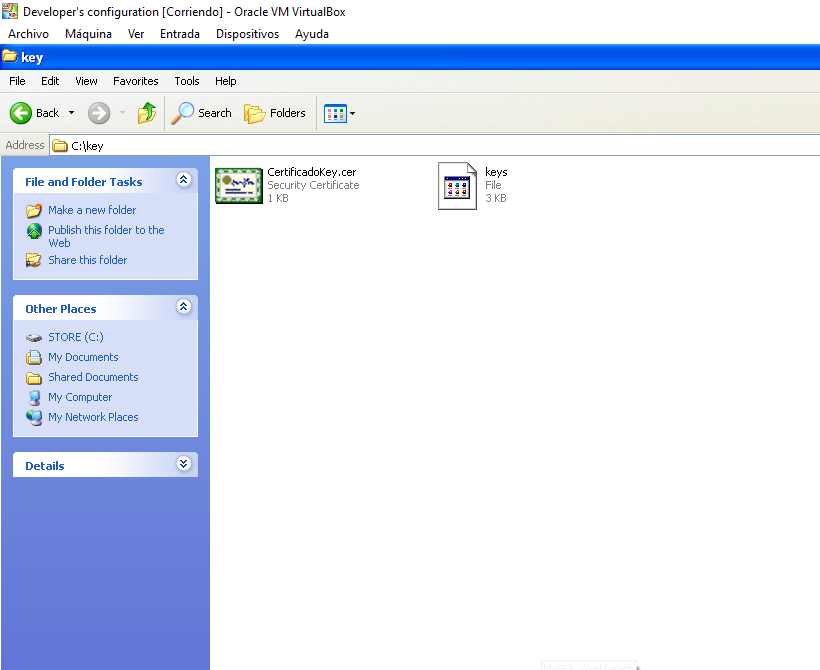 Developer's configuration [Corriendo] - Oracle VM VirtualBox
Archivo Máquina Ver Entrada Dispositivos Ayuda
key
File Edit View Favorites Tools Help
Back Search Folders
Address C:\key
File and Folder Tasks
Make a new folder
Publish this folder to the
Web
Share this folder
Other Places
STORE (C:)
My Documents
Shared Documents
My Computer
My Network Places
Details
CertificadoKey.cer
Security Certificate
1 KB
keys
File
3 KB
MySQL Workbench